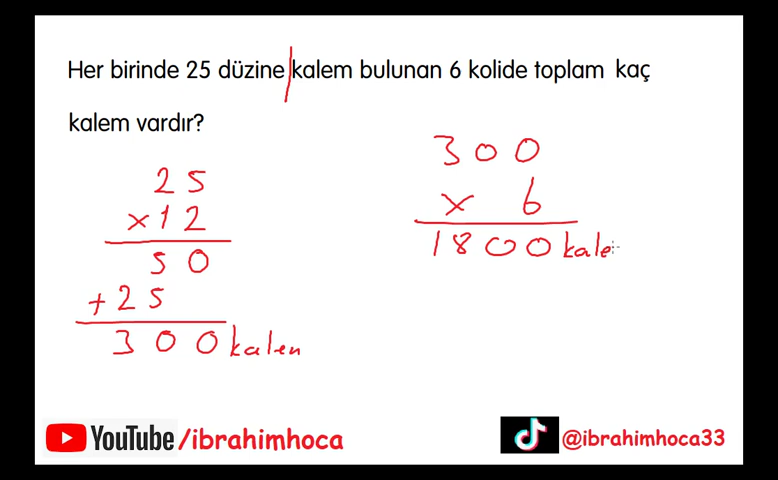 Her birinde 25 düzine kalem bulunan 6 kolide toplam kaç
kalem vardır?
25
x12
50
+25
300 kalem
300
x 6
1800 kale
YouTube/ibrahimhoca
@ibrahimhoca33